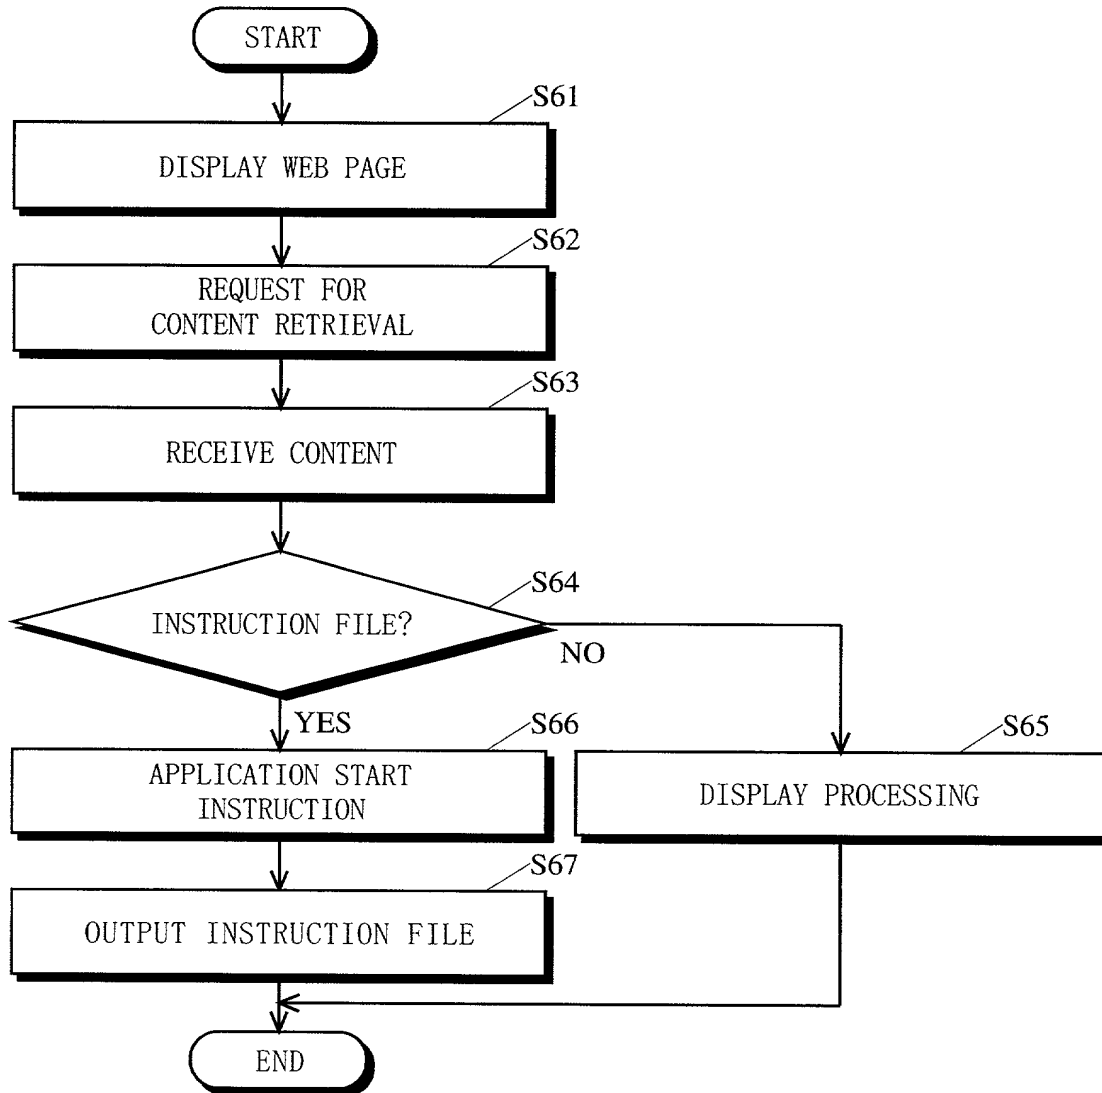 START
S61
DISPLAY WEB PAGE
S62
REQUEST FOR
CONTENT RETRIEVAL
S63
RECEIVE CONTENT
S64
INSTRUCTION FILE?
NO
YES
S66
APPLICATION START
INSTRUCTION
S65
DISPLAY PROCESSING
S67
OUTPUT INSTRUCTION FILE
END